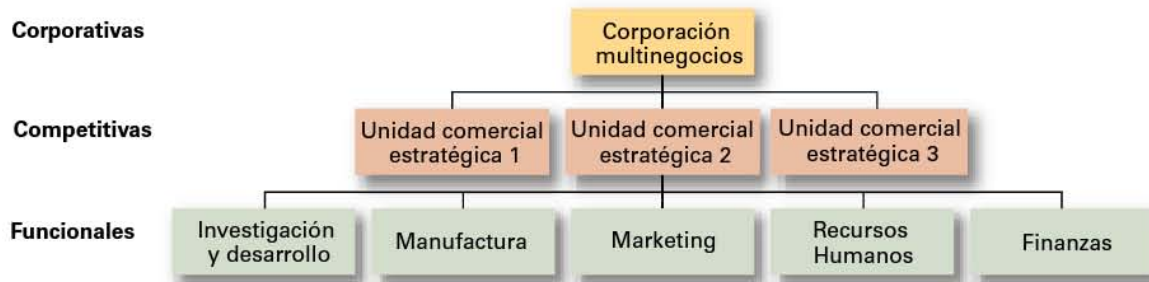 Corporativas
Corporación
multinegocios
Competitivas
Unidad comercial
estratégica 1
Unidad comercial
estratégica 2
Unidad comercial
estratégica 3
Funcionales
Investigación
y desarrollo
Manufactura
Marketing
Recursos
Humanos
Finanzas